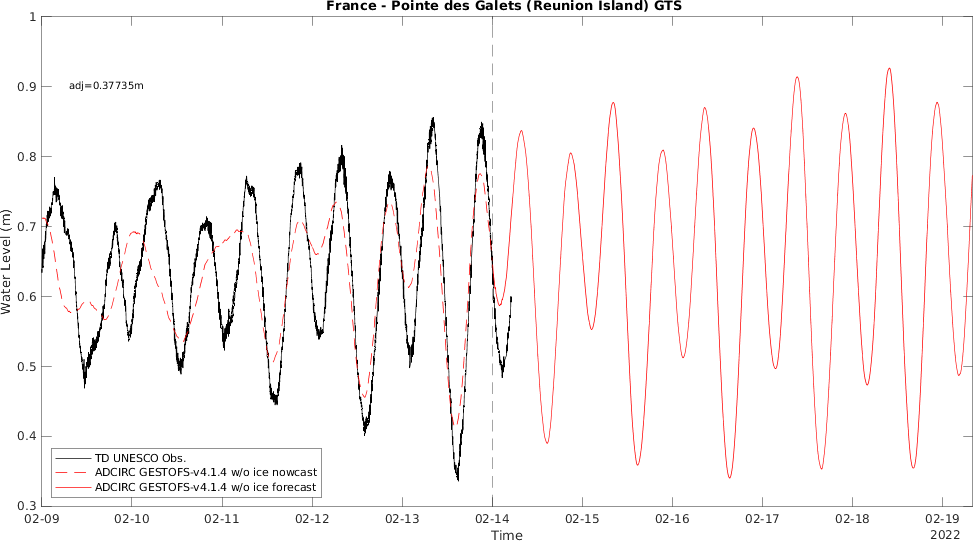 France - Pointe des Galets (Reunion Island) GTS
1
0.9
0.8
0.7
0.6
0.5
0.4
0.3
Water Level (m)
adj=0.37735m
TD UNESCO Obs.
ADCIRC GESTOFS-v4.1.4 w/o ice nowcast
ADCIRC GESTOFS-v4.1.4 w/o ice forecast
02-09 02-10 02-11 02-12 02-13 02-14 02-15 02-16 02-17 02-18 02-19
Time 2022